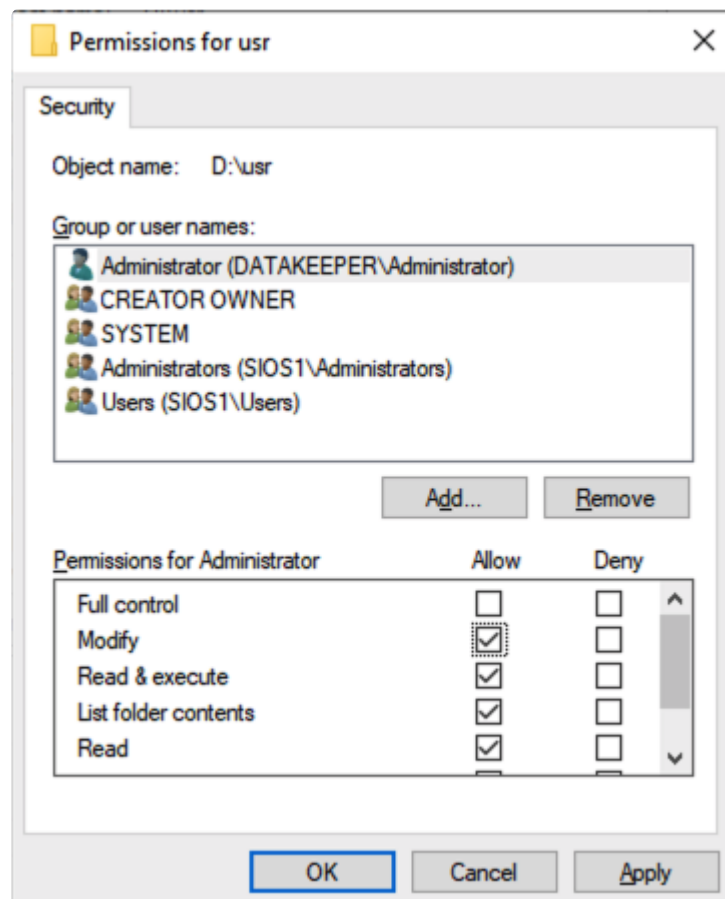 Permissions for usr
Security
Object name: D:\usr
Group or user names:
Administrator (DATAKEEPER\Administrator)
CREATOR OWNER
SYSTEM
Administrators (SIOS1\Administrators)
Users (SIOS1\Users)
Add... Remove
Permissions for Administrator Allow Deny
Full control
Modify
Read & execute
List folder contents
Read
OK Cancel Apply